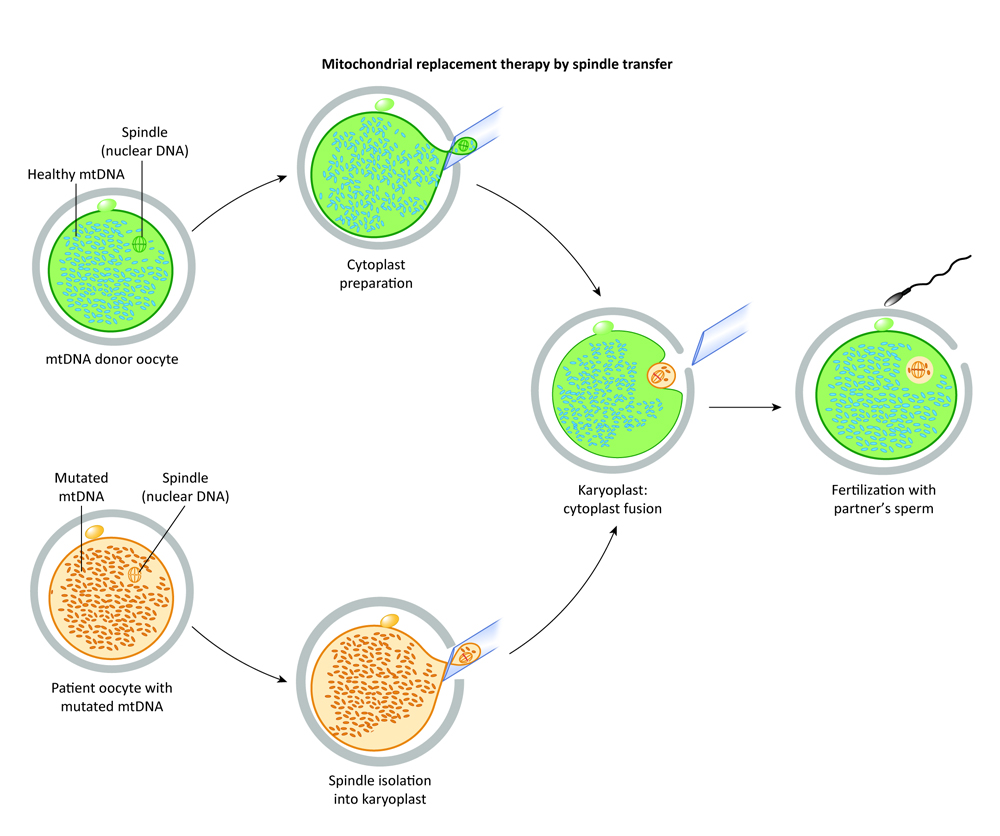 Mitochondrial replacement therapy by spindle transfer
Spindle
(nuclear DNA)
Healthy mtDNA
mtDNA donor oocyte
Cytoplast
preparation
Karyoplast:
cytoplast fusion
Fertilization with
partner's sperm
Mutated
mtDNA
Spindle
(nuclear DNA)
Patient oocyte with
mutated mtDNA
Spindle isolation
into karyoplast